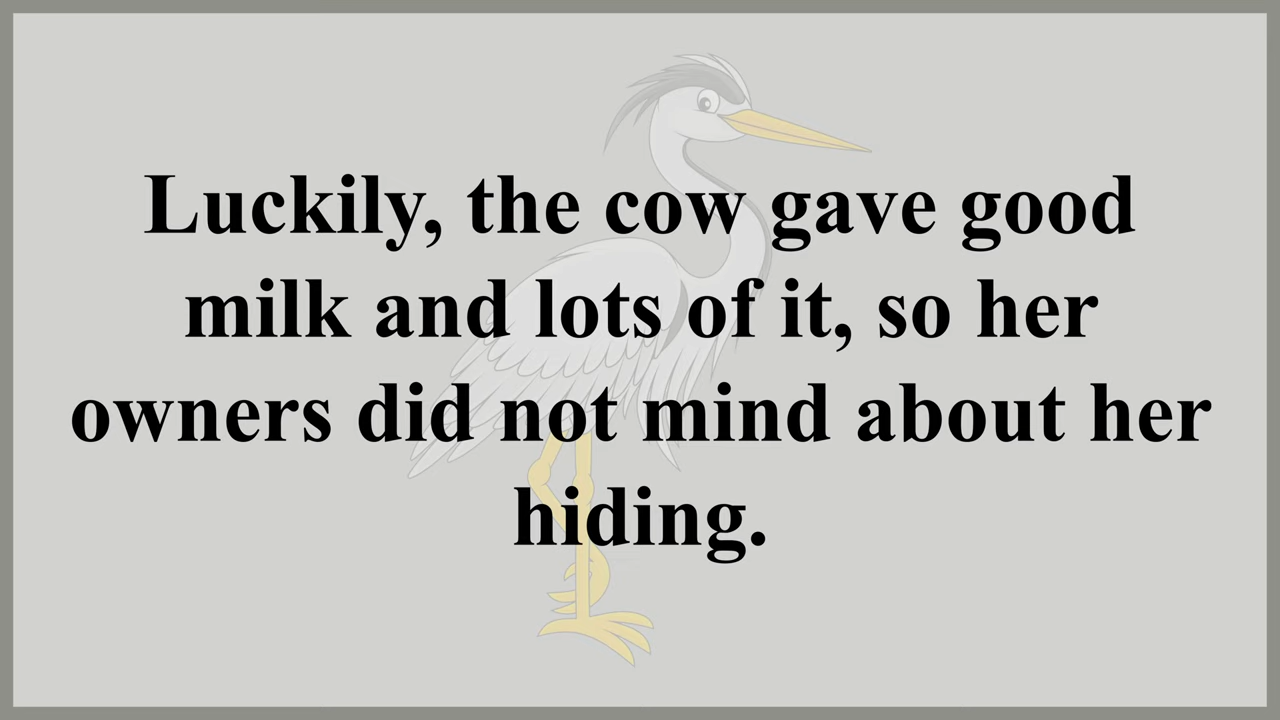 Luckily, the cow gave good
milk and lots of it, so her
owners did not mind about her
hiding.